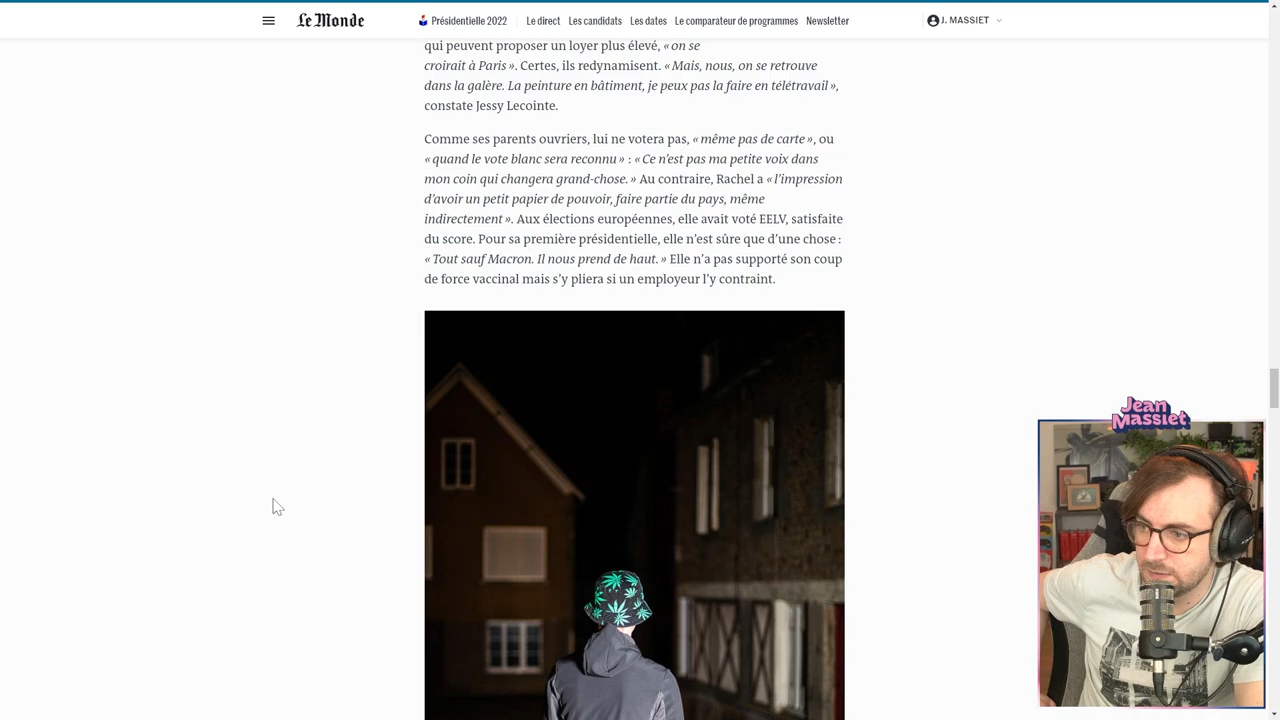 Le Monde
Présidentielle 2022
Le direct
Les candidats
Les dates
Le comparateur de programmes
Newsletter
J. MASSIET
qui peuvent proposer un loyer plus élevé, « on se
croirait à Paris ». Certes, ils redynamisent. « Mais, nous, on se retrouve
dans la galère. La peinture en bâtiment, je peux pas la faire en télétravail »,
constate Jessy Lecointe.
Comme ses parents ouvriers, lui ne votera pas, « même pas de carte », ou
« quand le vote blanc sera reconnu » : « Ce n’est pas ma petite voix dans
mon coin qui changera grand-chose. » Au contraire, Rachel a « l’impression
d’avoir un petit papier de pouvoir, faire partie du pays, même
indirectement ». Aux élections européennes, elle avait voté EELV, satisfaite
du score. Pour sa première présidentielle, elle n’est sûre que d’une chose :
« Tout sauf Macron. Il nous prend de haut. » Elle n’a pas supporté son coup
de force vaccinal mais s’y pliera si un employeur l’y contraint.
Jean
Massiet